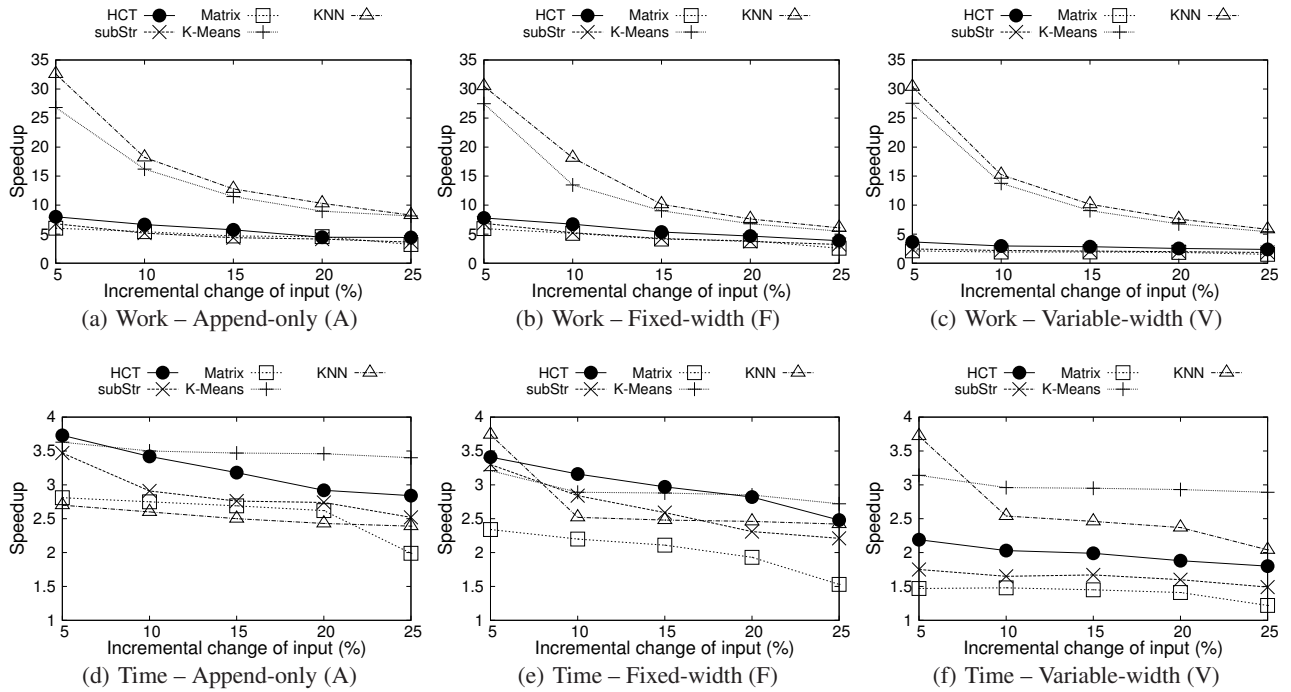 HCT Matrix KNN
subStr K-Means
35
30
25
20
15
10
5
0
Speedup
5 10 15 20 25
Incremental change of input (%)
(a) Work – Append-only (A)
HCT Matrix KNN
subStr K-Means
35
30
25
20
15
10
5
0
Speedup
5 10 15 20 25
Incremental change of input (%)
(b) Work – Fixed-width (F)
HCT Matrix KNN
subStr K-Means
35
30
25
20
15
10
5
0
Speedup
5 10 15 20 25
Incremental change of input (%)
(c) Work – Variable-width (V)
HCT Matrix KNN
subStr K-Means
4
3.5
3
2.5
2
1.5
1
Speedup
5 10 15 20 25
Incremental change of input (%)
(d) Time – Append-only (A)
HCT Matrix KNN
subStr K-Means
4
3.5
3
2.5
2
1.5
1
Speedup
5 10 15 20 25
Incremental change of input (%)
(e) Time – Fixed-width (F)
HCT Matrix KNN
subStr K-Means
4
3.5
3
2.5
2
1.5
1
Speedup
5 10 15 20 25
Incremental change of input (%)
(f) Time – Variable-width (V)